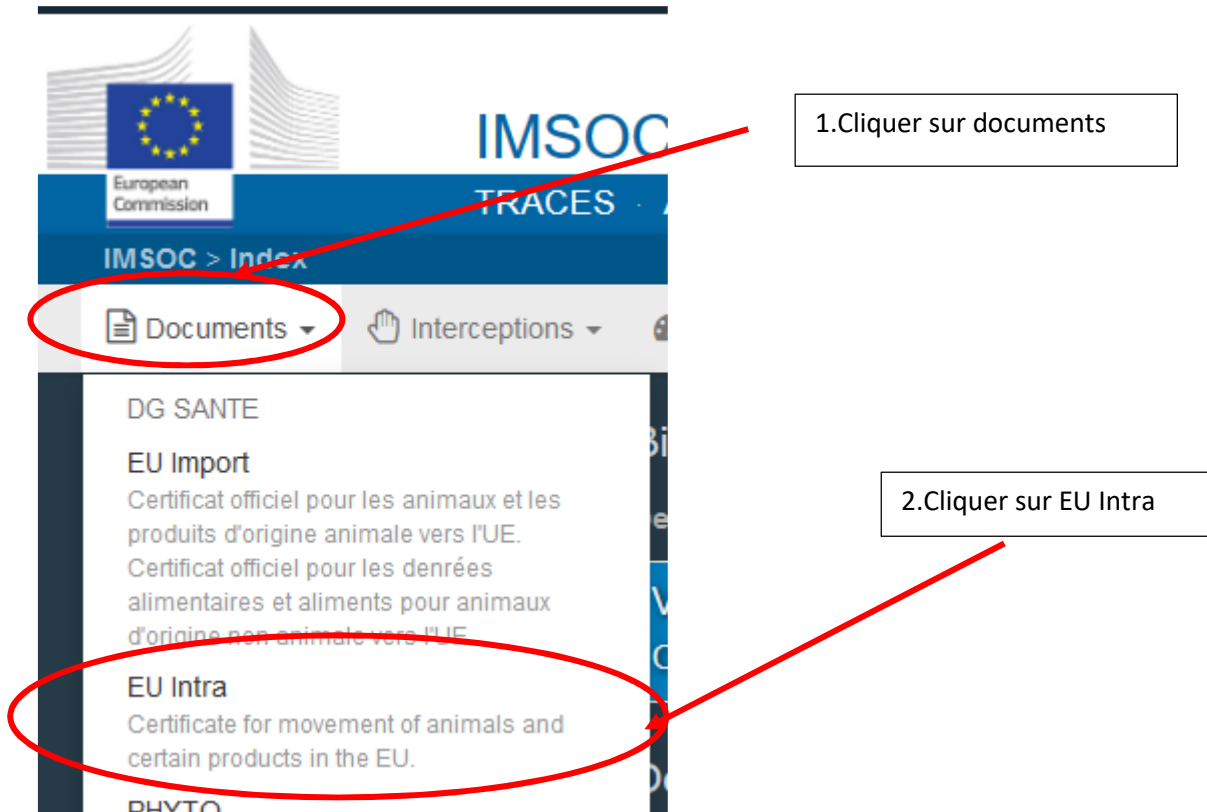 European
Commission
IMSOC
TRACES
IMSOC > Index
Documents
Interceptions
DG SANTE
EU Import
Certificat officiel pour les animaux et les
produits d'origine animale vers l'UE.
Certificat officiel pour les denrées
alimentaires et aliments pour animaux
d'origine non animale vers l'UE
EU Intra
Certificate for movement of animals and
certain products in the EU.
PHYTO
1.Cliquer sur documents
2.Cliquer sur EU Intra